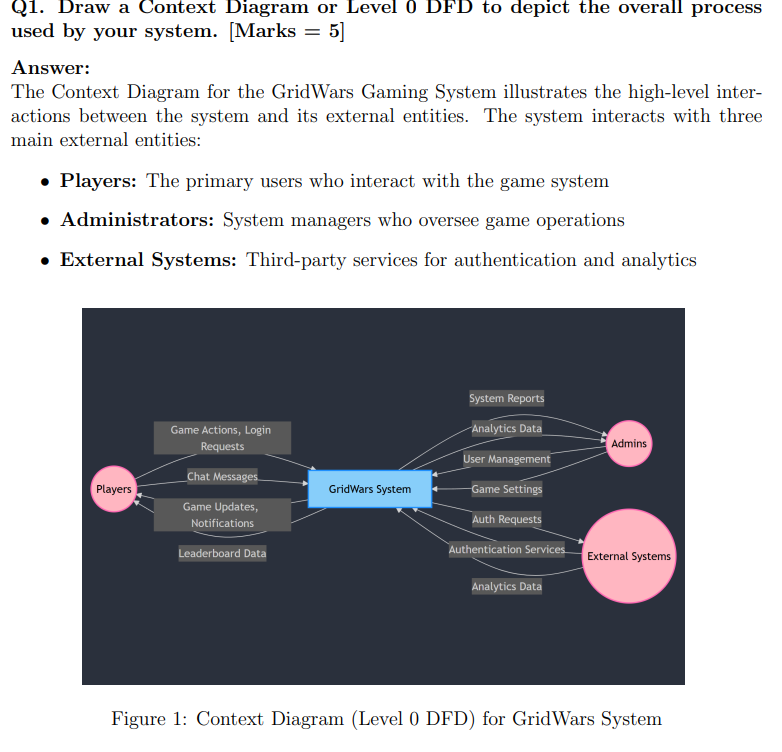 Q1. Draw a Context Diagram or Level 0 DFD to depict the overall process
used by your system. [Marks = 5]
Answer:
The Context Diagram for the GridWars Gaming System illustrates the high-level inter-
actions between the system and its external entities. The system interacts with three
main external entities:
• Players: The primary users who interact with the game system
• Administrators: System managers who oversee game operations
• External Systems: Third-party services for authentication and analytics
Players
Game Actions, Login
Requests
Chat Messages
Game Updates,
Notifications
Leaderboard Data
GridWars System
System Reports
Analytics Data
User Management
Game Settings
Auth Requests
Authentication Services
Analytics Data
Admins
External Systems
Figure 1: Context Diagram (Level 0 DFD) for GridWars System